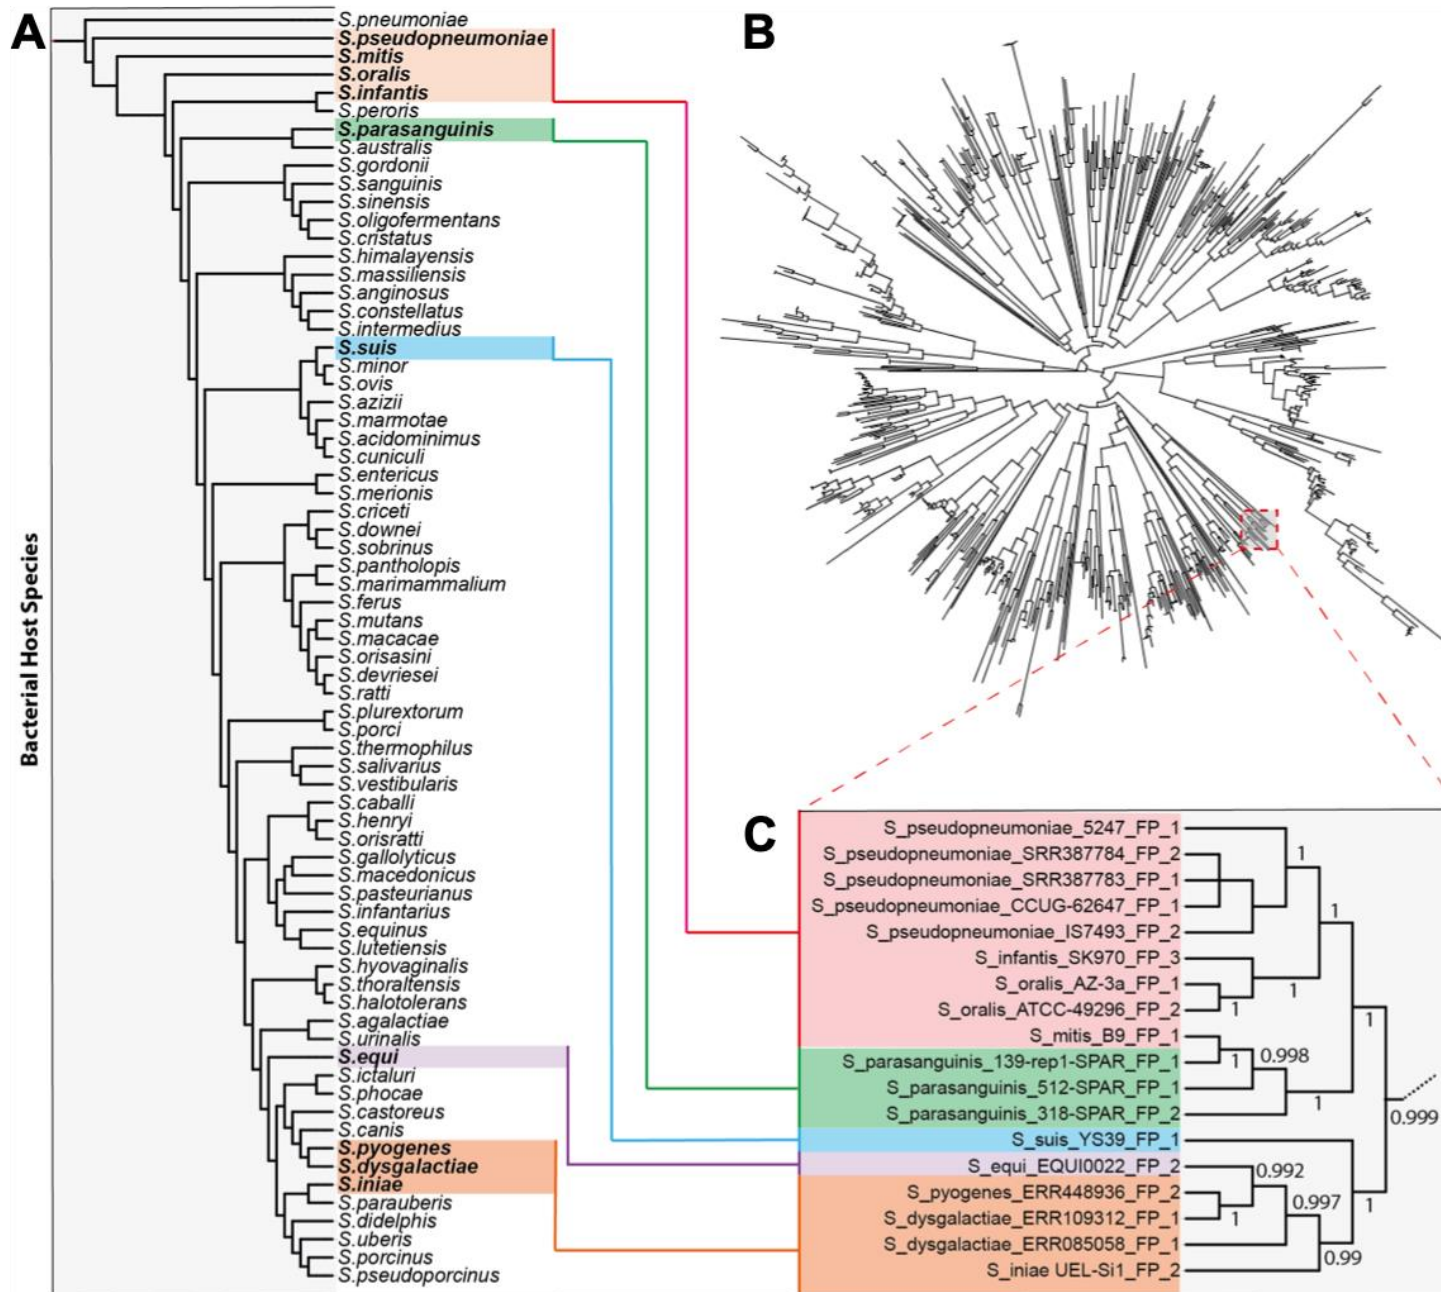 A
Bacterial Host Species
S.pneumoniae
S.pseudopneumoniae
S.mitis
S.oralis
S.infantis
S.peroris
S.parasanguinis
S.australis
S.gordonii
S.sanguinis
S.sinensis
S.oligofermentans
S.cristatus
S.himalayensis
S.massiliensis
S.anginosus
S.constellatus
S.intermedius
S.suis
S.minor
S.ovis
S.azizii
S.marmotae
S.acidominimus
S.cuniculi
S.entericus
S.merionis
S.criceti
S.downei
S.sobrinus
S.pantholopis
S.marimammalium
S.ferus
S.mutans
S.macacae
S.orisasini
S.devriesei
S.ratti
S.plurextorum
S.porci
S.thermophilus
S.salivarius
S.vestibularis
S.caballi
S.henryi
S.orisratti
S.gallolyticus
S.macedonicus
S.pasteurianus
S.infantarius
S.equinus
S.lutetiensis
S.hyovaginalis
S.thoraltensis
S.halotolerans
S.agalactiae
S.urinalis
S.equi
S.ictaluri
S.phocae
S.castoreus
S.canis
S.pyogenes
S.dysgalactiae
S.iniae
S.parauberis
S.didelphis
S.uberis
S.porcinus
S.pseudoporcinus
B
C
S_pseudopneumoniae_5247_FP_1
S_pseudopneumoniae_SRR387784_FP_2
S_pseudopneumoniae_SRR387783_FP_1
S_pseudopneumoniae_CCUG-62647_FP_1
S_pseudopneumoniae_IS7493_FP_2
S_infantis_SK970_FP_3
S_oralis_AZ-3a_FP_1
S_oralis_ATCC-49296_FP_2
S_mitis_B9_FP_1
S_parasanguinis_139-rep1-SPAR_FP_1
S_parasanguinis_512-SPAR_FP_1
S_parasanguinis_318-SPAR_FP_2
S_suis_YS39_FP_1
S_equi_EQUI0022_FP_2
S_pyogenes_ERR448936_FP_2
S_dysgalactiae_ERR109312_FP_1
S_dysgalactiae_ERR085058_FP_1
S_iniae UEL-Si1_FP_2
1
1
1
1
1
1
0.998
1
0.999
0.992
0.997
1
1
0.99